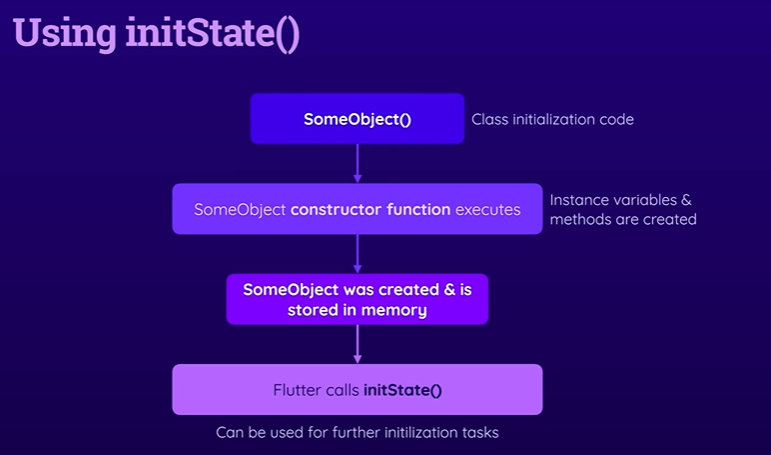 Using initState()
SomeObject()
Class initialization code
SomeObject constructor function executes
Instance variables &
methods are created
SomeObject was created & is
stored in memory
Flutter calls initState()
Can be used for further initilization tasks